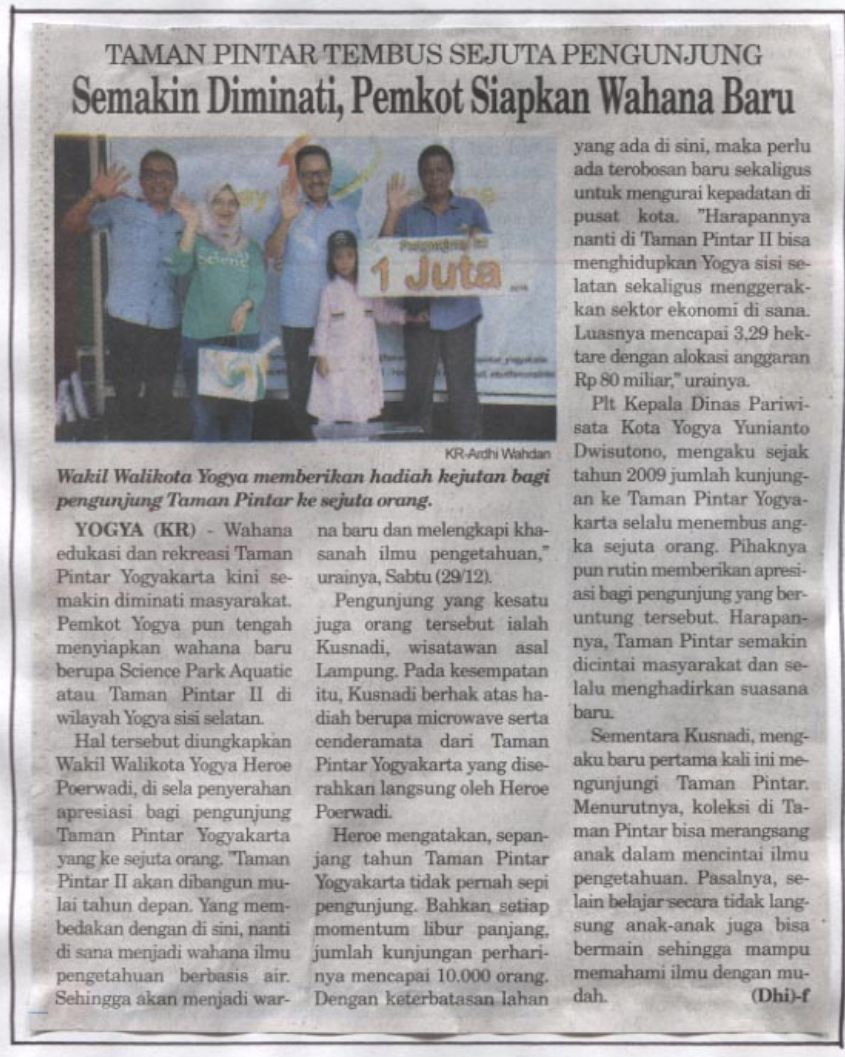 TAMAN PINTAR TEMBUS SEJUTA PENGUNJUNG
Semakin Diminati, Pemkot Siapkan Wahana Baru
Pengunjung ke
1 Juta
KR-Ardhi Wahdan
Wakil Walikota Yogya memberikan hadiah kejutan bagi
pengunjung Taman Pintar ke sejuta orang.
YOGYA (KR) - Wahana
edukasi dan rekreasi Taman
Pintar Yogyakarta kini se-
makin diminati masyarakat.
Pemkot Yogya pun tengah
menyiapkan wahana baru
berupa Science Park Aquatic
atau Taman Pintar II di
wilayah Yogya sisi selatan.
Hal tersebut diungkapkan
Wakil Walikota Yogya Heroe
Poerwadi, di sela penyerahan
apresiasi bagi pengunjung
Taman Pintar Yogyakarta
yang ke sejuta orang. "Taman
Pintar II akan dibangun mu-
lai tahun depan. Yang mem-
bedakan dengan di sini, nanti
di sana menjadi wahana ilmu
pengetahuan berbasis air.
Sehingga akan menjadi war-
na baru dan melengkapi kha-
sanah ilmu pengetahuan,"
urainya, Sabtu (29/12).
Pengunjung yang kesatu
juga orang tersebut ialah
Kusnadi, wisatawan asal
Lampung. Pada kesempatan
itu, Kusnadi berhak atas ha-
diah berupa microwave serta
cenderamata dari Taman
Pintar Yogyakarta yang dise-
rahkan langsung oleh Heroe
Poerwadi.
Heroe mengatakan, sepan-
jang tahun Taman Pintar
Yogyakarta tidak pernah sepi
pengunjung. Bahkan setiap
momentum libur panjang,
jumlah kunjungan perhari-
nya mencapai 10.000 orang.
Dengan keterbatasan lahan
yang ada di sini, maka perlu
ada terobosan baru sekaligus
untuk mengurai kepadatan di
pusat kota. "Harapannya
nanti di Taman Pintar II bisa
menghidupkan Yogya sisi se-
latan sekaligus menggerak-
kan sektor ekonomi di sana.
Luasnya mencapai 3,29 hek-
tare dengan alokasi anggaran
Rp 80 miliar," urainya.
Plt Kepala Dinas Pariwi-
sata Kota Yogya Yunianto
Dwisutono, mengaku sejak
tahun 2009 jumlah kunjung-
an ke Taman Pintar Yogya-
karta selalu menembus ang-
ka sejuta orang. Pihaknya
pun rutin memberikan apresi-
asi bagi pengunjung yang ber-
untung tersebut. Harapan-
nya, Taman Pintar semakin
dicintai masyarakat dan se-
lalu menghadirkan suasana
baru.
Sementara Kusnadi, meng-
aku baru pertama kali ini me-
ngunjungi Taman Pintar.
Menurutnya, koleksi di Ta-
man Pintar bisa merangsang
anak dalam mencintai ilmu
pengetahuan. Pasalnya, se-
lain belajar secara tidak lang-
sung anak-anak juga bisa
bermain sehingga mampu
memahami ilmu dengan mu-
dah. (Dhi)-f